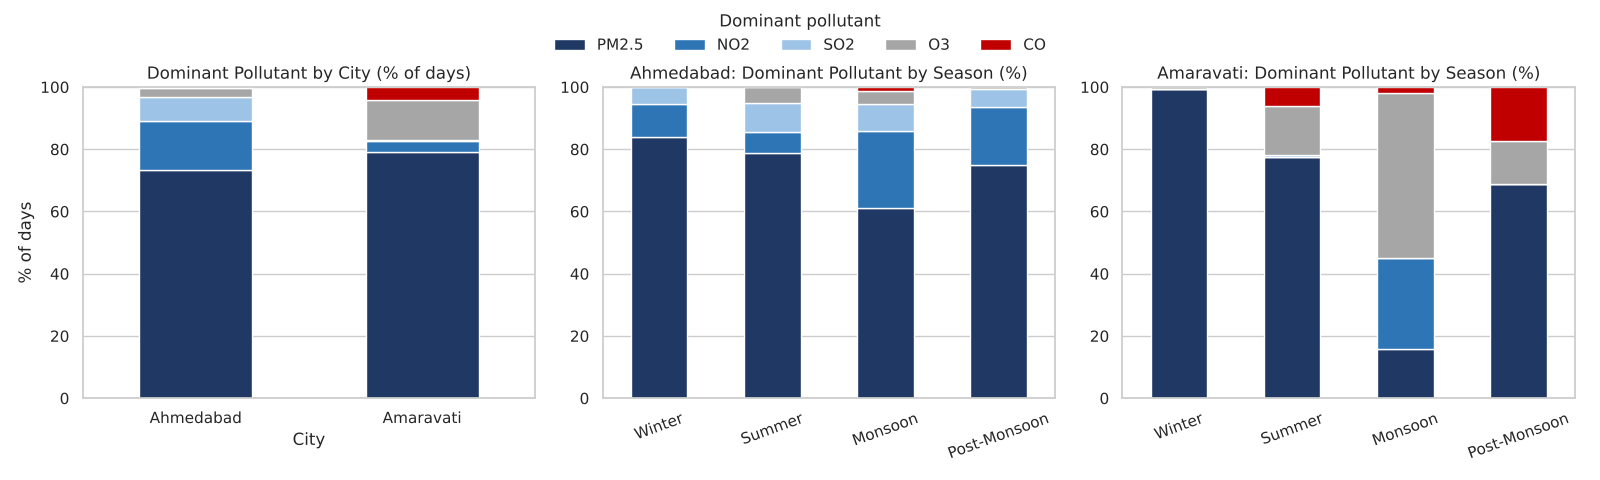 Dominant pollutant
PM2.5 NO2 SO2 O3 CO
Dominant Pollutant by City (% of days)
% of days
100
80
60
40
20
0
Ahmedabad Amaravati
City
Ahmedabad: Dominant Pollutant by Season (%)
100
80
60
40
20
0
Winter Summer Monsoon Post-Monsoon
Amaravati: Dominant Pollutant by Season (%)
100
80
60
40
20
0
Winter Summer Monsoon Post-Monsoon